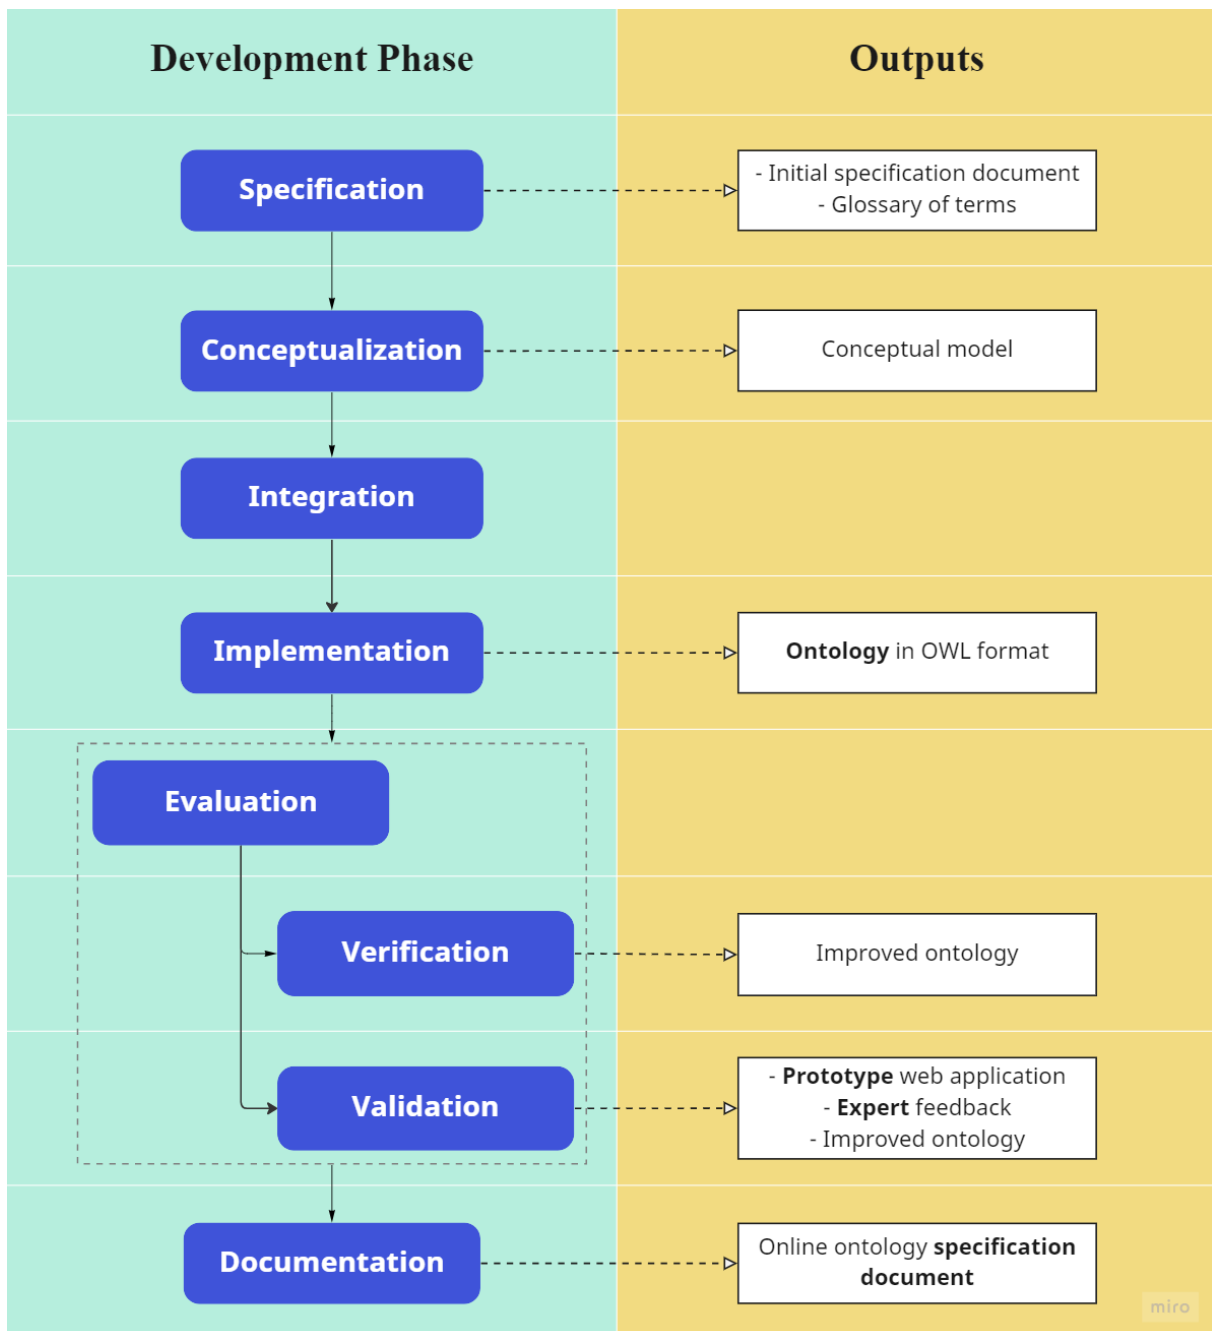 Development Phase
Outputs
Specification
- Initial specification document
- Glossary of terms
Conceptualization
Conceptual model
Integration
Implementation
Ontology in OWL format
Evaluation
Verification
Improved ontology
Validation
- Prototype web application
- Expert feedback
- Improved ontology
Documentation
Online ontology specification
document
miro